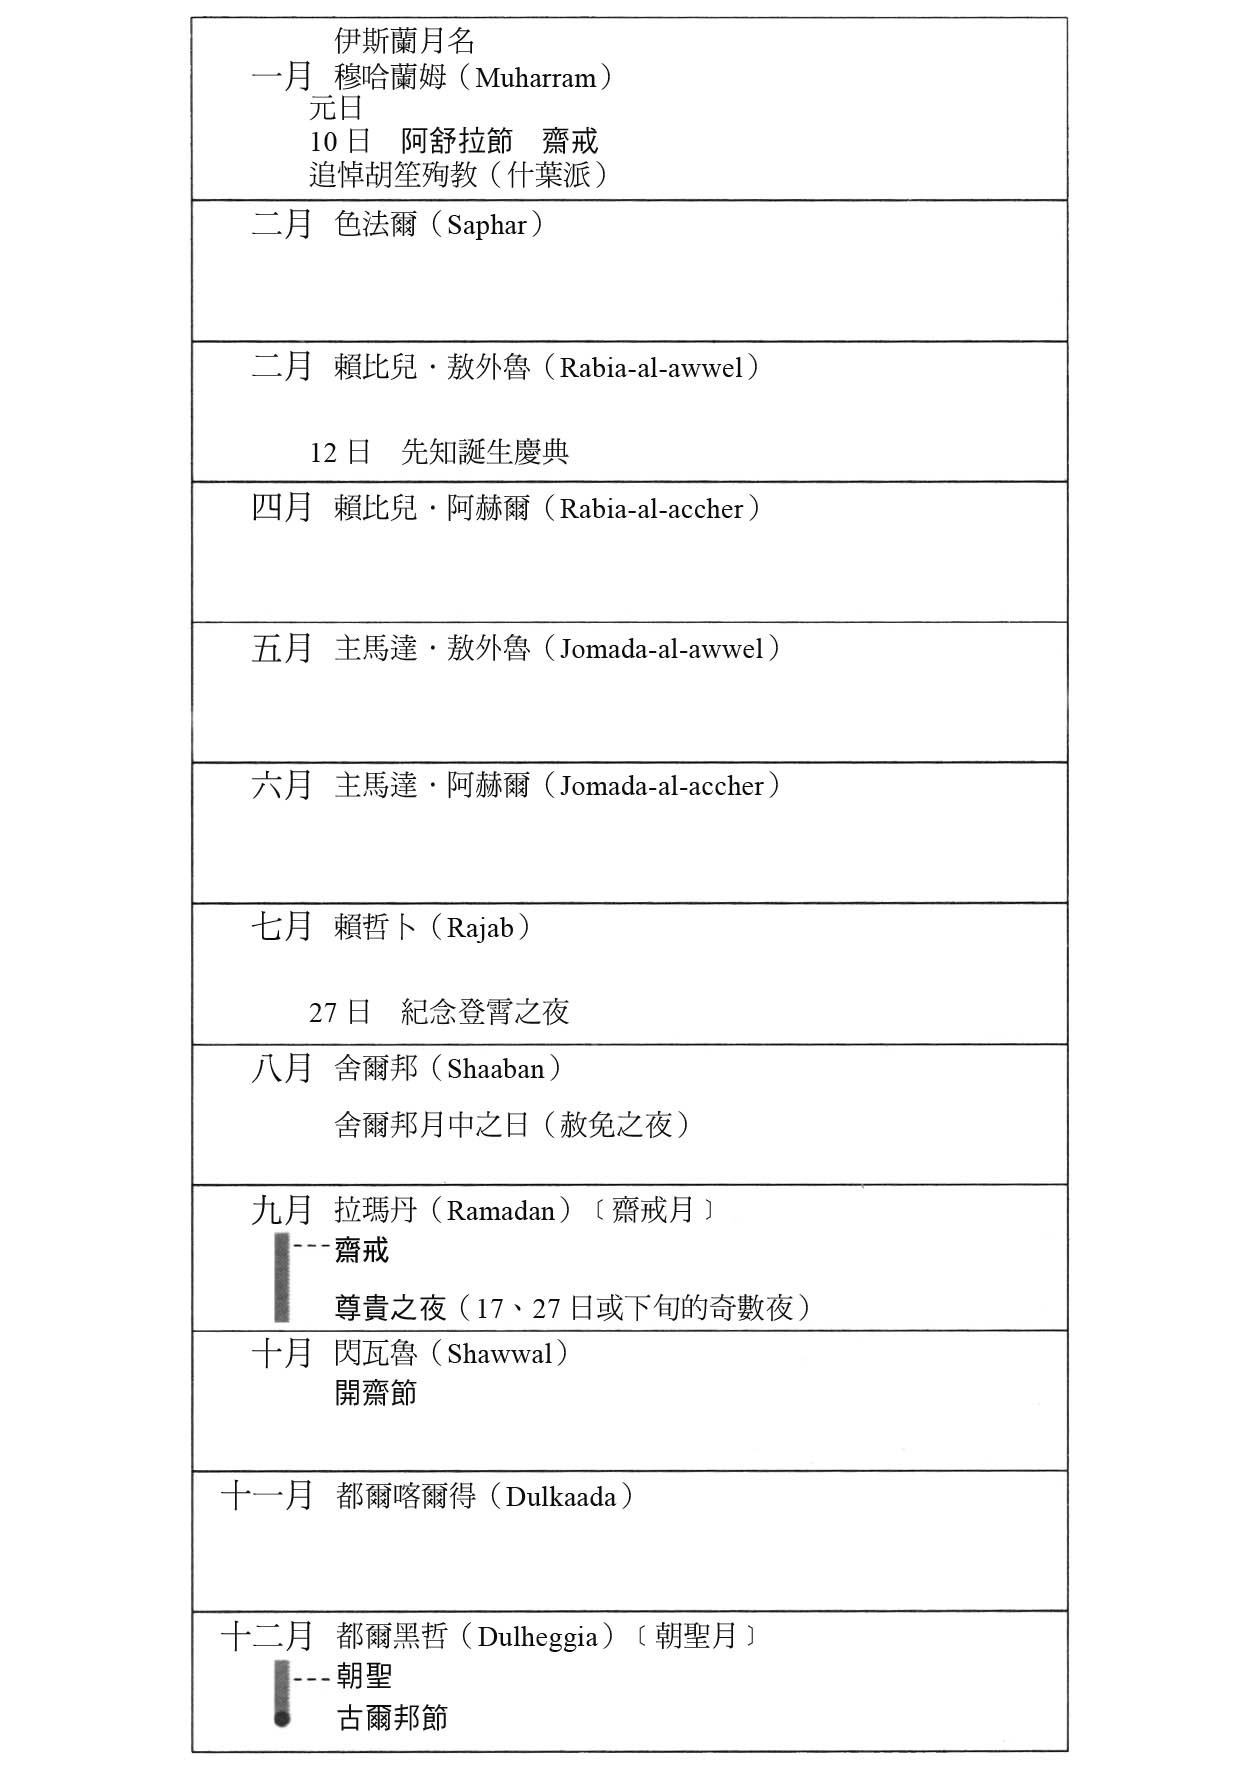 伊斯蘭月名
一月 穆哈蘭姆（Muharram）
元日
10 日　阿舒拉節　齋戒
追悼胡笙殉教（什葉派）
二月 色法爾（Saphar）
二月 賴比兒．敖外魯（Rabia-al-awwel）
12 日　先知誕生慶典
四月 賴比兒．阿赫爾（Rabia-al-accher）
五月 主馬達．敖外魯（Jomada-al-awwel）
六月 主馬達．阿赫爾（Jomada-al-accher）
七月 賴哲卜（Rajab）
27 日　紀念登霄之夜
八月 舍爾邦（Shaaban）
舍爾邦月中之日（赦免之夜）
九月 拉瑪丹（Ramadan）﹝齋戒月﹞
齋戒
尊貴之夜（17、27 日或下旬的奇數夜）
十月 閃瓦魯（Shawwal）
開齋節
十一月 都爾喀爾得（Dulkaada）
十二月 都爾黑哲（Dulheggia）﹝朝聖月﹞
朝聖
古爾邦節